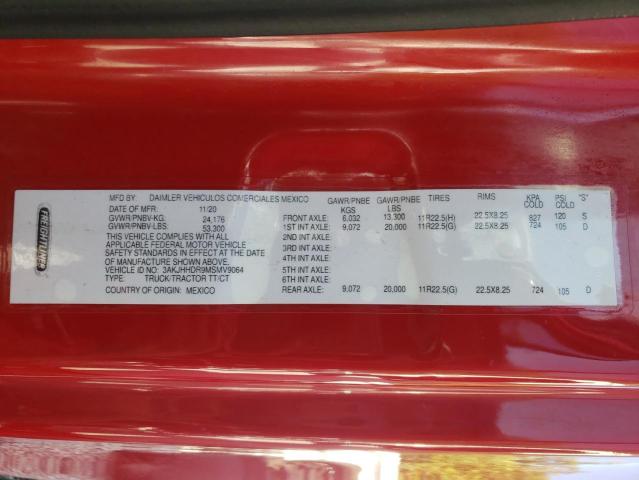 FREIGHTLINER
MFD BY: DAIMLER VEHICULOS COMERCIALES MEXICO
DATE OF MFR: 11/20
GVWR/PNBV-KG: 24,176
GVWR/PNBV-LBS: 53,300
THIS VEHICLE COMPLIES WITH ALL
APPLICABLE FEDERAL MOTOR VEHICLE
SAFETY STANDARDS IN EFFECT AT THE DATE
OF MANUFACTURE SHOWN ABOVE.
VEHICLE ID : 3AKJHHDR9MSMV9064
TYPE: TRUCK/TRACTOR TT/CT
COUNTRY OF ORIGIN: MEXICO
GAWR/PNBE KGS GAWR/PNBE LBS TIRES RIMS KPA COLD PSI COLD "S"
FRONT AXLE: 6,032 13,300 11R22.5(H) 22.5X8.25 827 120 S
1ST INT AXLE: 9,072 20,000 11R22.5(G) 22.5X8.25 724 105 D
2ND INT AXLE:
3RD INT AXLE:
4TH INT AXLE:
5TH INT AXLE:
6TH INT AXLE:
REAR AXLE: 9,072 20,000 11R22.5(G) 22.5X8.25 724 105 D